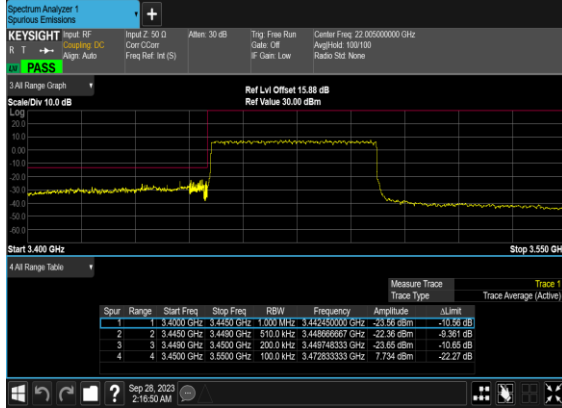 Spectrum Analyzer 1
Spurious Emissions
+
KEYSIGHT Input: RF Input Z: 50 Ω Atten: 30 dB Trig: Free Run Center Freq: 22.005000000 GHz
R T Coupling: DC Corr CCorr Gate: Off Avg|Hold: 100/100
Align: Auto Freq Ref: Int (S) IF Gain: Low Radio Std: None
LXI PASS
3 All Range Graph
Ref Lvl Offset 15.88 dB
Scale/Div 10.0 dB Ref Value 30.00 dBm
Log
20.0
10.0
0.00
-10.0
-20.0
-30.0
-40.0
-50.0
-60.0
Start 3.400 GHz Stop 3.550 GH
4 All Range Table
Measure Trace Trace 1
Trace Type Trace Average (Active)
Spur Range Start Freq Stop Freq RBW Frequency Amplitude ΔLimit
1 1 3.4000 GHz 3.4450 GHz 1.000 MHz 3.442450000 GHz -23.56 dBm -10.56 dB
2 2 3.4450 GHz 3.4490 GHz 510.0 kHz 3.448666667 GHz -22.36 dBm -9.361 dB
3 3 3.4490 GHz 3.4500 GHz 200.0 kHz 3.449748333 GHz -23.65 dBm -10.65 dB
4 4 3.4500 GHz 3.5500 GHz 100.0 kHz 3.472833333 GHz 7.734 dBm -22.27 dB
? Sep 28, 2023
2:16:50 AM